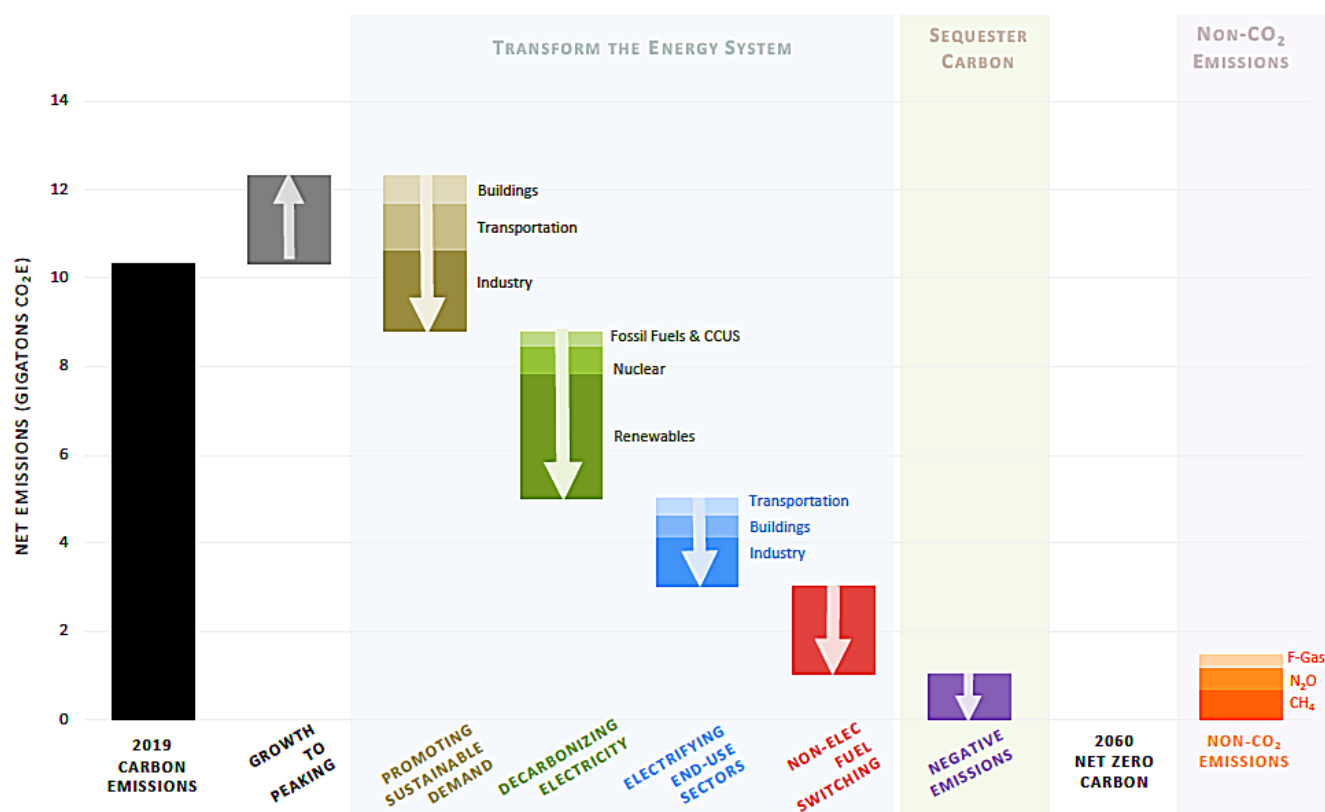 TRANSFORM THE ENERGY SYSTEM
SEQUESTER
CARBON
NON-CO₂
EMISSIONS
NET EMISSIONS (GIGATONS CO₂E)
14
12
10
8
6
4
2
0
Buildings
Transportation
Industry
Fossil Fuels & CCUS
Nuclear
Renewables
Transportation
Buildings
Industry
F-Gas
N₂O
CH₄
2019
CARBON
EMISSIONS
GROWTH
TO
PEAKING
PROMOTING
SUSTAINABLE
DEMAND
DECARBONIZING
ELECTRICITY
ELECTRIFYING
END-USE
SECTORS
NON-ELEC
FUEL
SWITCHING
NEGATIVE
EMISSIONS
2060
NET ZERO
CARBON
NON-CO₂
EMISSIONS